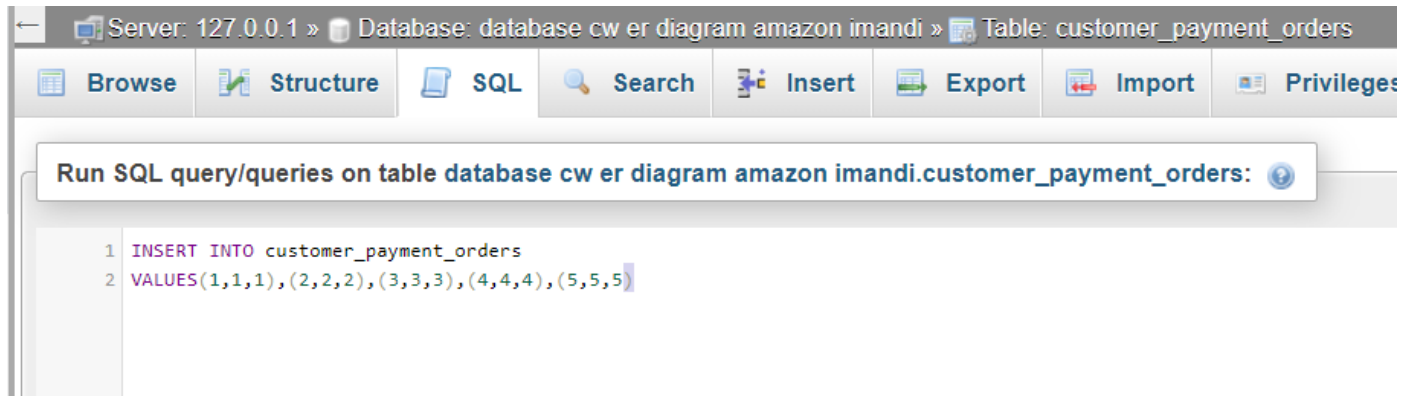 ← Server: 127.0.0.1 » Database: database cw er diagram amazon imandi » Table: customer_payment_orders
Browse Structure SQL Search Insert Export Import Privileges
Run SQL query/queries on table database cw er diagram amazon imandi.customer_payment_orders:
1 INSERT INTO customer_payment_orders
2 VALUES(1,1,1),(2,2,2),(3,3,3),(4,4,4),(5,5,5)